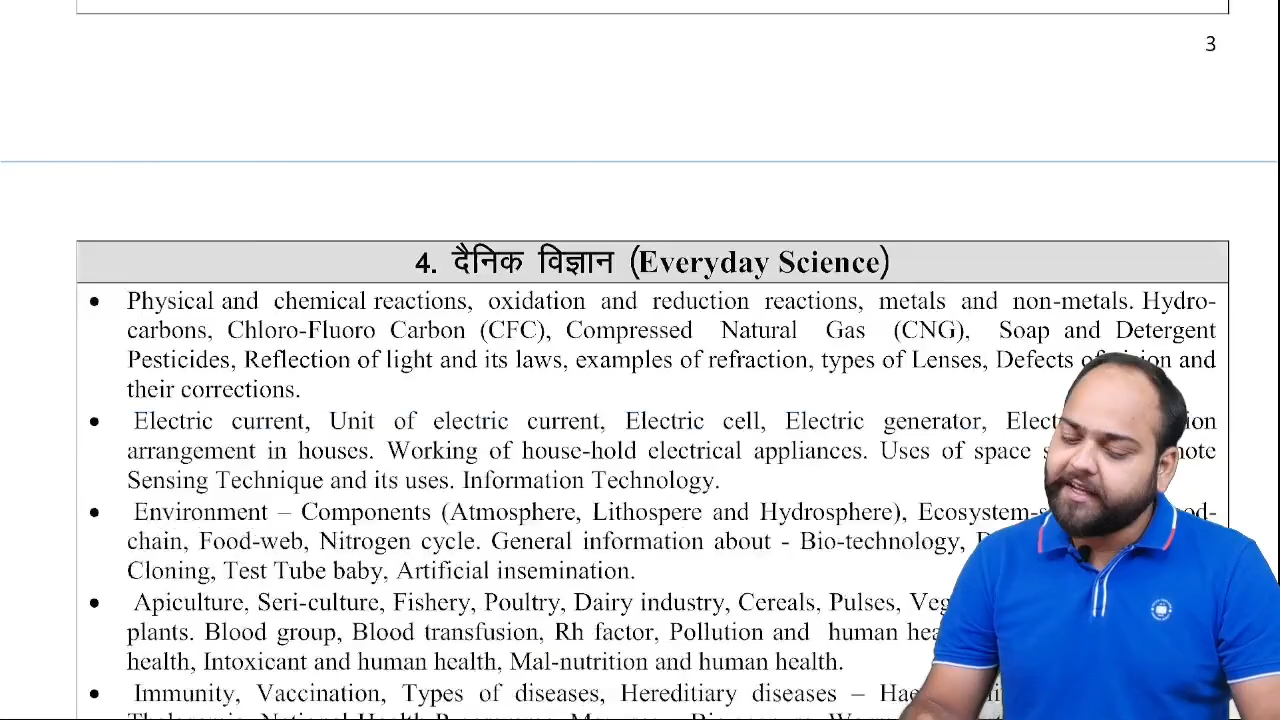 3
4. दैनिक विज्ञान (Everyday Science)
• Physical and chemical reactions, oxidation and reduction reactions, metals and non-metals. Hydro-
carbons, Chloro-Fluoro Carbon (CFC), Compressed Natural Gas (CNG), Soap and Detergent
Pesticides, Reflection of light and its laws, examples of refraction, types of Lenses, Defects of and
their corrections.
• Electric current, Unit of electric current, Electric cell, Electric generator,
arrangement in houses. Working of house-hold electrical appliances. Uses of space
Sensing Technique and its uses. Information Technology.
• Environment – Components (Atmosphere, Lithospere and Hydrosphere),
chain, Food-web, Nitrogen cycle. General information about - Bio-technology,
Cloning, Test Tube baby, Artificial insemination.
• Apiculture, Seri-culture, Fishery, Poultry, Dairy industry, Cereals, Pulses,
plants. Blood group, Blood transfusion, Rh factor, Pollution and human
health, Intoxicant and human health, Mal-nutrition and human health.
• Immunity, Vaccination, Types of diseases, Hereditiary diseases –